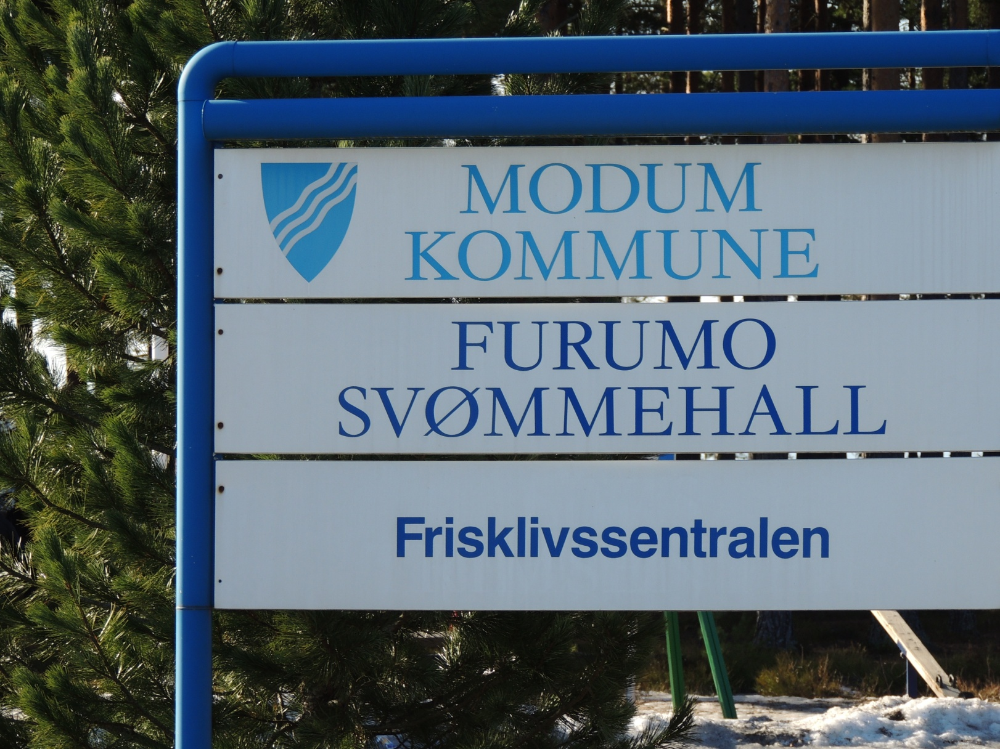 MODUM
KOMMUNE
FURUMO
SVØMMEHALL
Frisklivssentralen